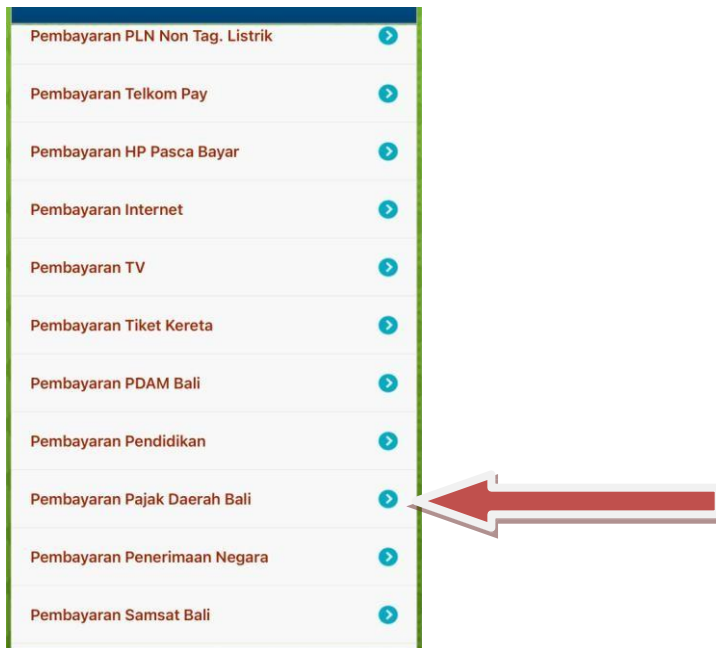 Pembayaran PLN Non Tag. Listrik
Pembayaran Telkom Pay
Pembayaran HP Pasca Bayar
Pembayaran Internet
Pembayaran TV
Pembayaran Tiket Kereta
Pembayaran PDAM Bali
Pembayaran Pendidikan
Pembayaran Pajak Daerah Bali
Pembayaran Penerimaan Negara
Pembayaran Samsat Bali